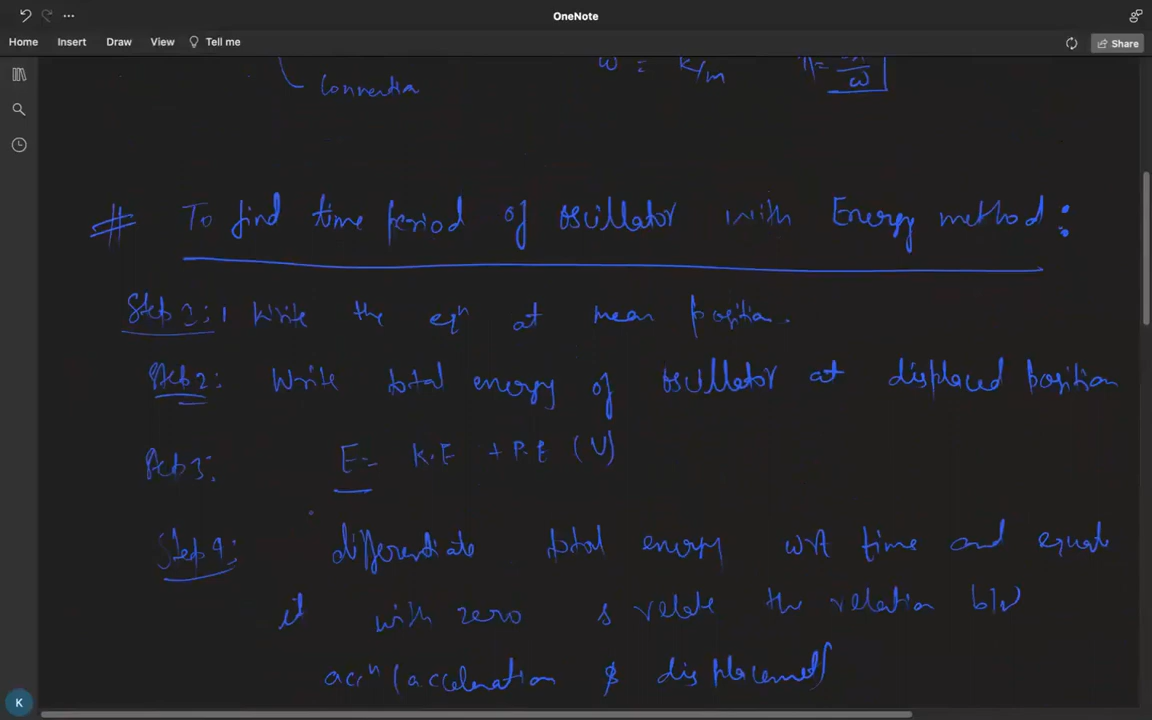 OneNote
Home Insert Draw View Tell me Share
Connentia ω = k/m
ω
# To find time period of oscillator with Energy method :
Step : 1 Write the eqn at mean position.
Step 2: Write total energy of oscillator at displaced position
Step 3: E = K.E + P.E (U)
Step 4: differentiate total energy wrt time and equate
it with zero & relate the relation b/w
accn (acceleration & displacement)
K